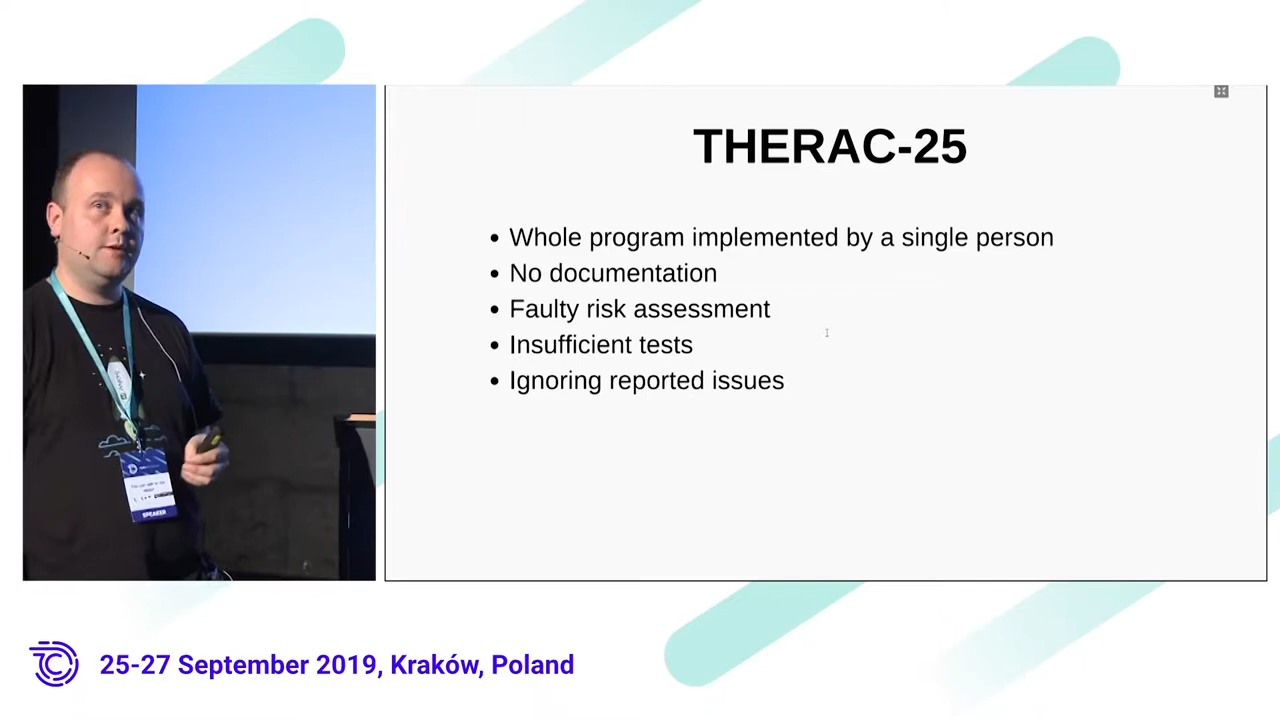 THERAC-25
Whole program implemented by a single person
No documentation
Faulty risk assessment
Insufficient tests
Ignoring reported issues
SPEAKER
25-27 September 2019, Kraków, Poland